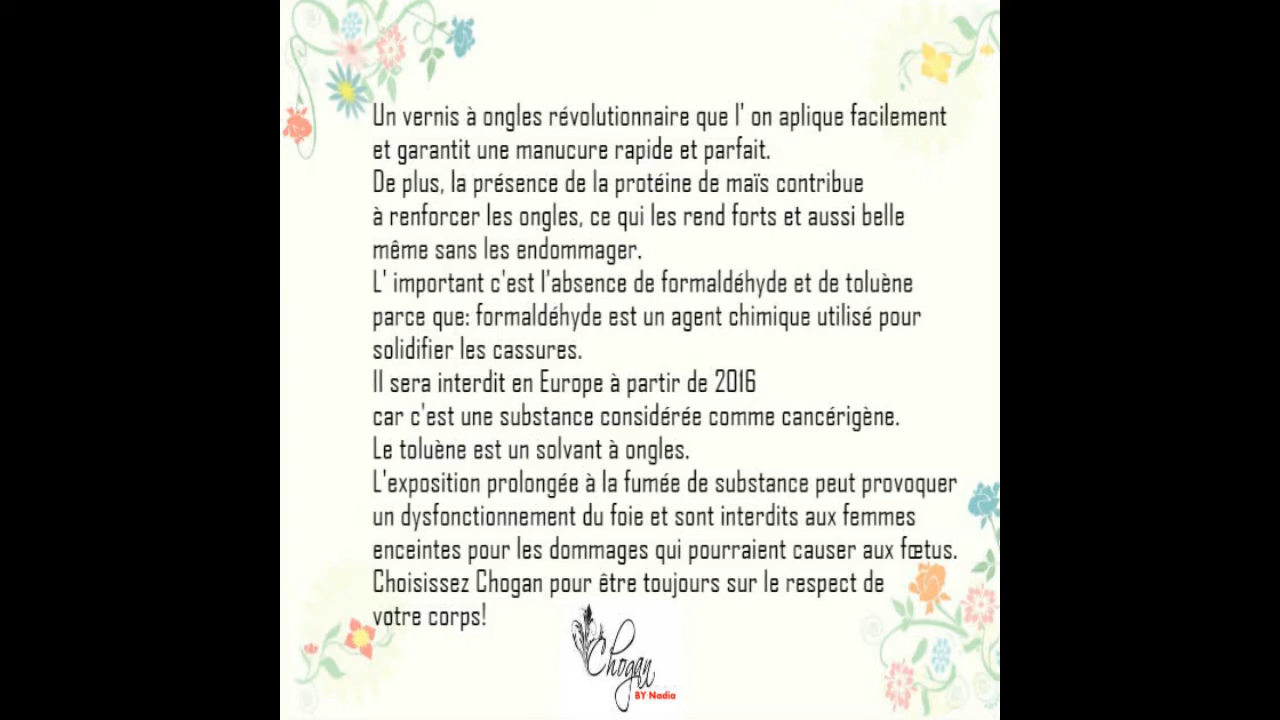 Un vernis à ongles révolutionnaire que l' on aplique facilement
et garantit une manucure rapide et parfait.
De plus, la présence de la protéine de maïs contribue
à renforcer les ongles, ce qui les rend forts et aussi belle
même sans les endommager.
L' important c'est l'absence de formaldéhyde et de toluène
parce que: formaldéhyde est un agent chimique utilisé pour
solidifier les cassures.
Il sera interdit en Europe à partir de 2016
car c'est une substance considérée comme cancérigène.
Le toluène est un solvant à ongles.
L'exposition prolongée à la fumée de substance peut provoquer
un dysfonctionnement du foie et sont interdits aux femmes
enceintes pour les dommages qui pourraient causer aux fœtus.
Choisissez Chogan pour être toujours sur le respect de
votre corps!
Chogan
BY Nadia